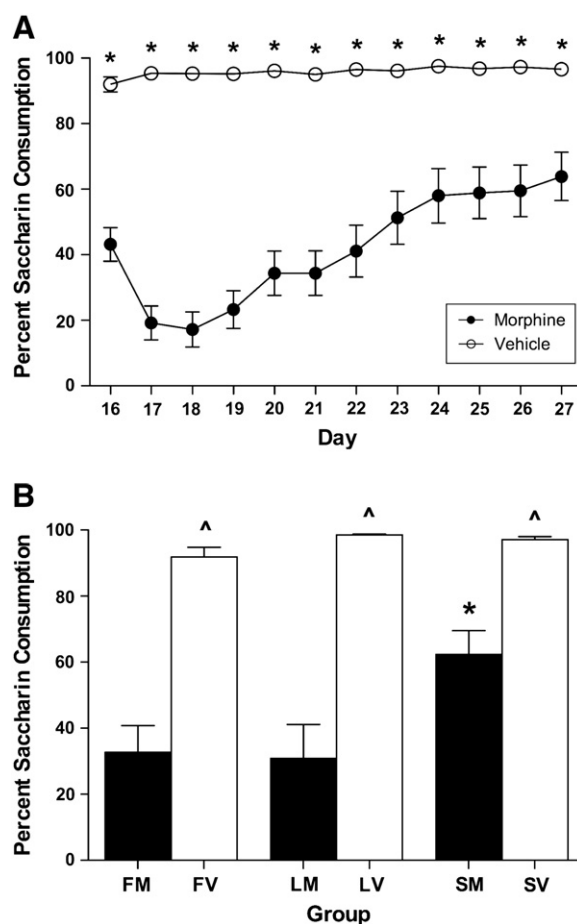 A
* * * * * * * * * * * *
Percent Saccharin Consumption
100
80
60
40
20
0
Morphine
Vehicle
16 17 18 19 20 21 22 23 24 25 26 27
Day
B
Percent Saccharin Consumption
100
80
60
40
20
0
^ ^ * ^
FM FV LM LV SM SV
Group